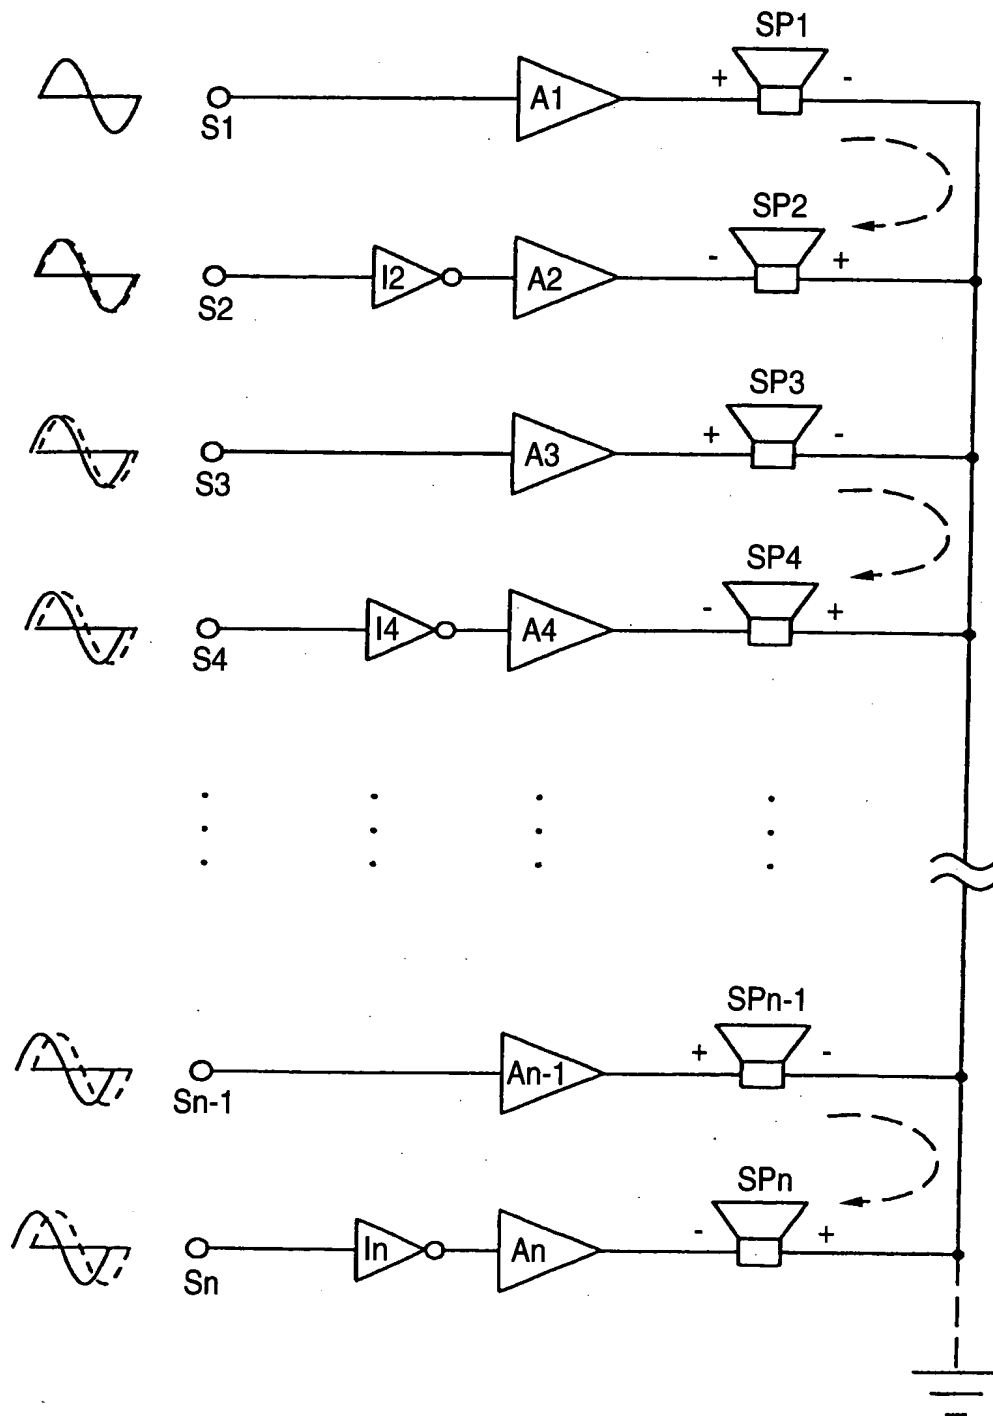 SP1
+ -
A1
S1
SP2
- +
I2 A2
S2
SP3
+ -
A3
S3
SP4
- +
I4 A4
S4
SPn-1
+ -
An-1
Sn-1
SPn
- +
In An
Sn